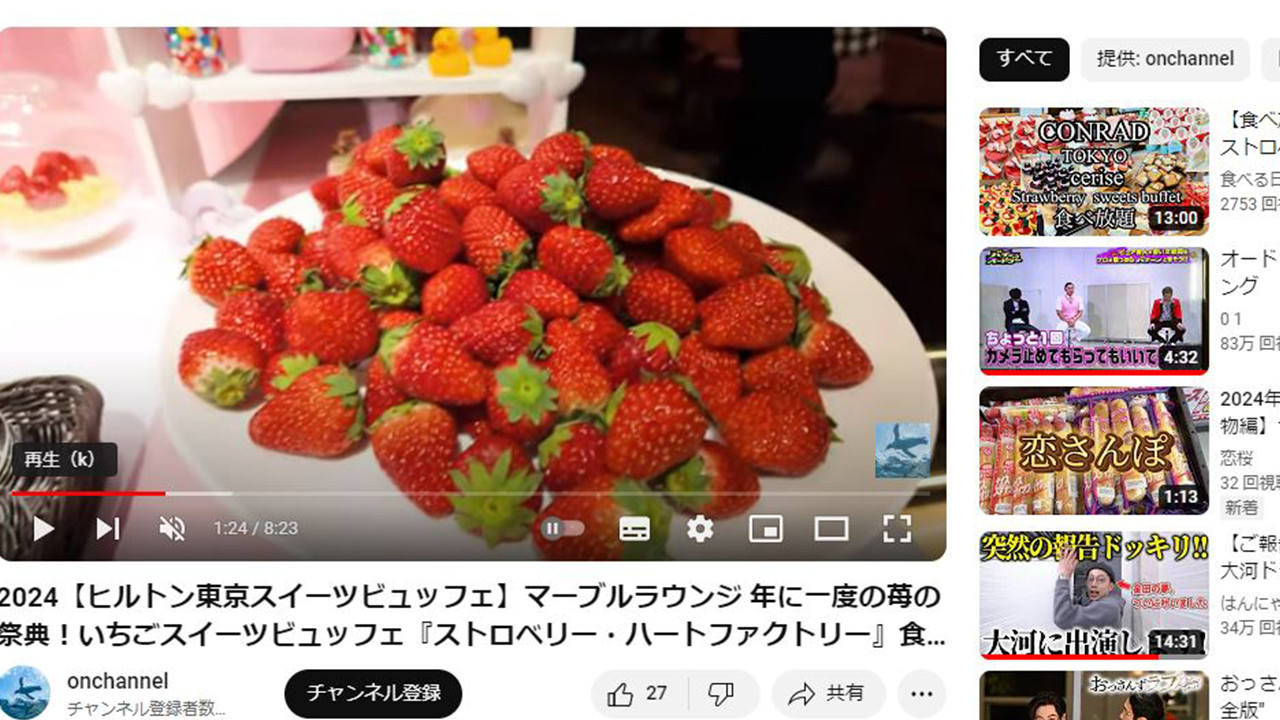 再生（k）
1:24 / 8:23
2024【ヒルトン東京スイーツビュッフェ】マーブルラウンジ 年に一度の苺の
祭典！いちごスイーツビュッフェ『ストロベリー・ハートファクトリー』食...
onchannel
チャンネル登録者数...
チャンネル登録
27
共有
すべて
提供: onchannel
CONRAD
TOKYO
cerise
Strawberry sweets buffet
食べ放題
13:00
【食べ
ストロ
食べる日
2753 回
ちょっと1回
カメラ止めてもらってもいいて
4:32
オード
ング
0 1
83万 回
恋さんぽ
1:13
2024年
物編】
恋桜
32 回視
新着
突然の報告ドッキリ!!
大河に出演し
14:31
【ご報
大河ド
はんにゃ
34万 回
おっさんずラブ
おっさ
全版"